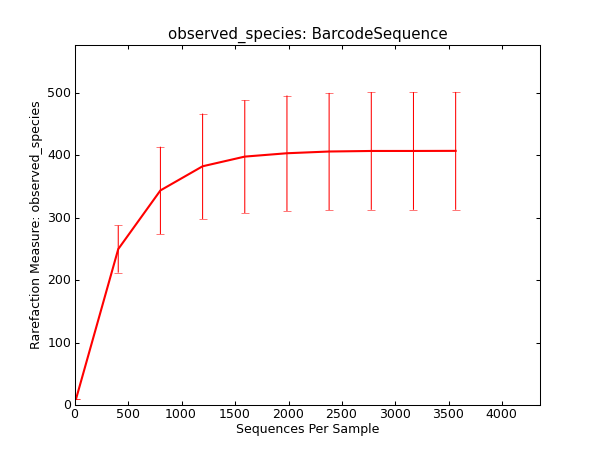 observed_species: BarcodeSequence
Rarefaction Measure: observed_species
500
400
300
200
100
0
0 500 1000 1500 2000 2500 3000 3500 4000
Sequences Per Sample